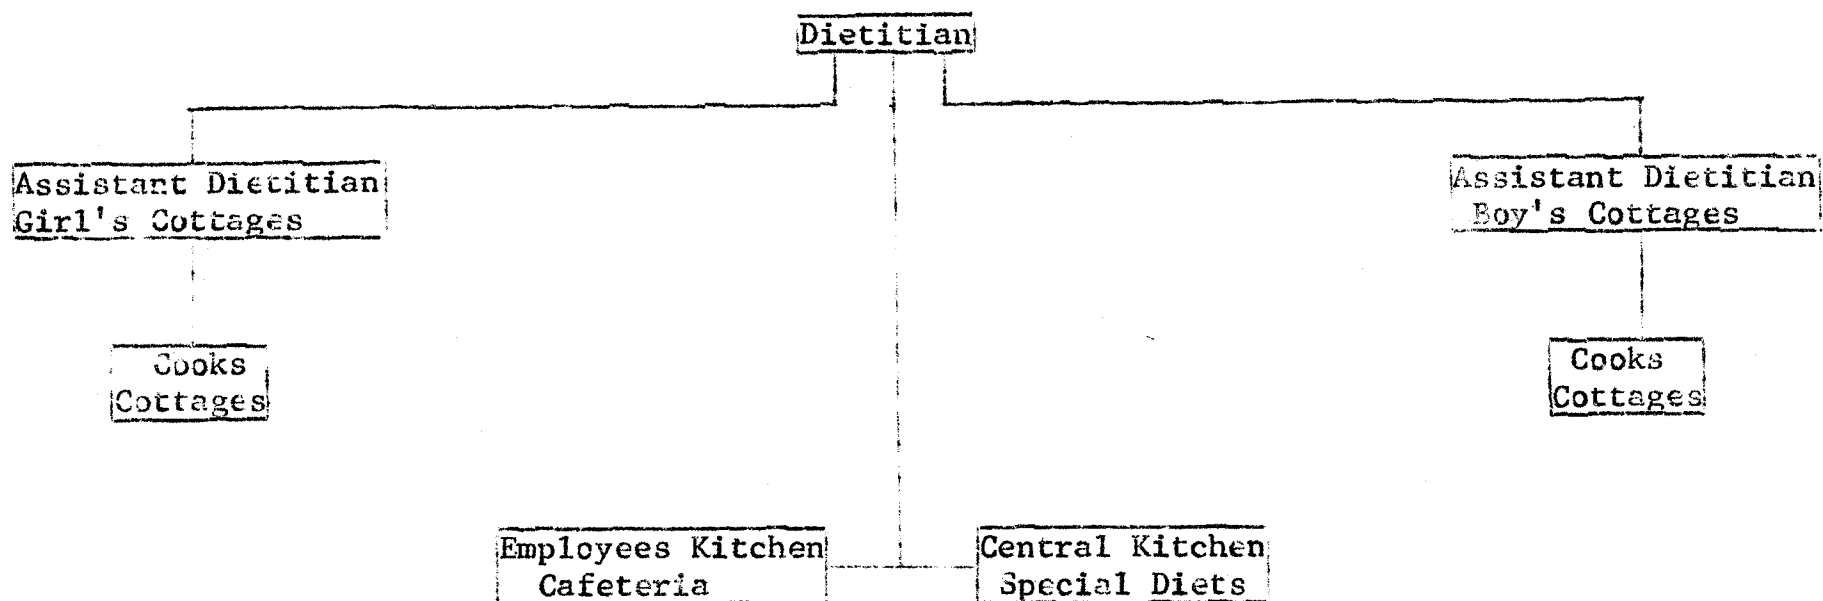 Dietitian
Assistant Dietitian
Girl's Cottages
Assistant Dietitian
Boy's Cottages
Cooks
Cottages
Cooks
Cottages
Employees Kitchen
Cafeteria
Central Kitchen
Special Diets